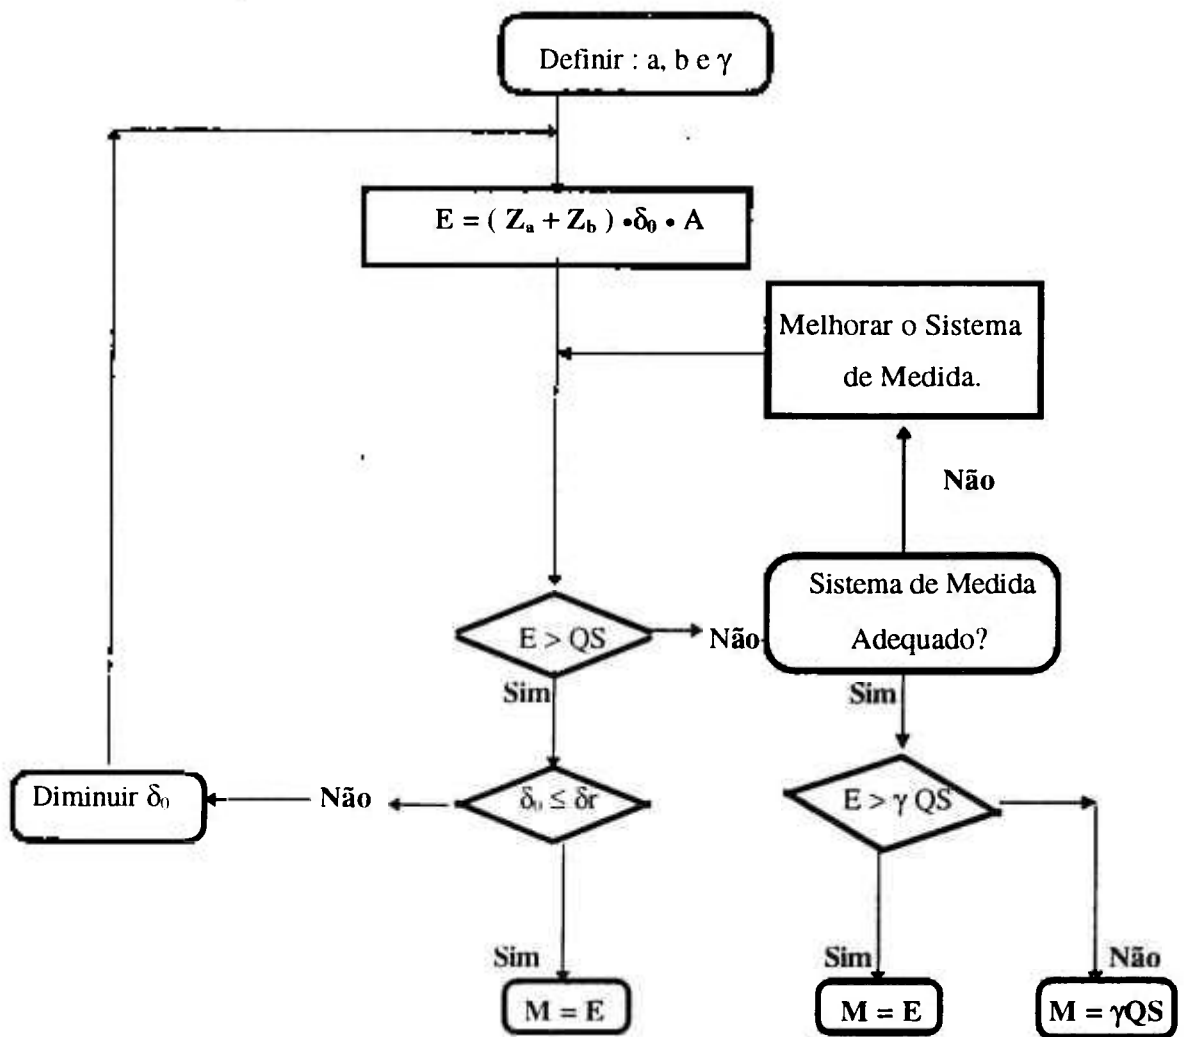 Definir : a, b e γ
E = ( Zₐ + Z_b ) •δ₀ • A
Melhorar o Sistema
de Medida.
Não
Sistema de Medida
Adequado?
E > QS
Não
Sim
Sim
Diminuir δ₀
Não
δ₀ ≤ δr
E > γ QS
Sim
Sim
Não
M = E
M = E
M = γQS